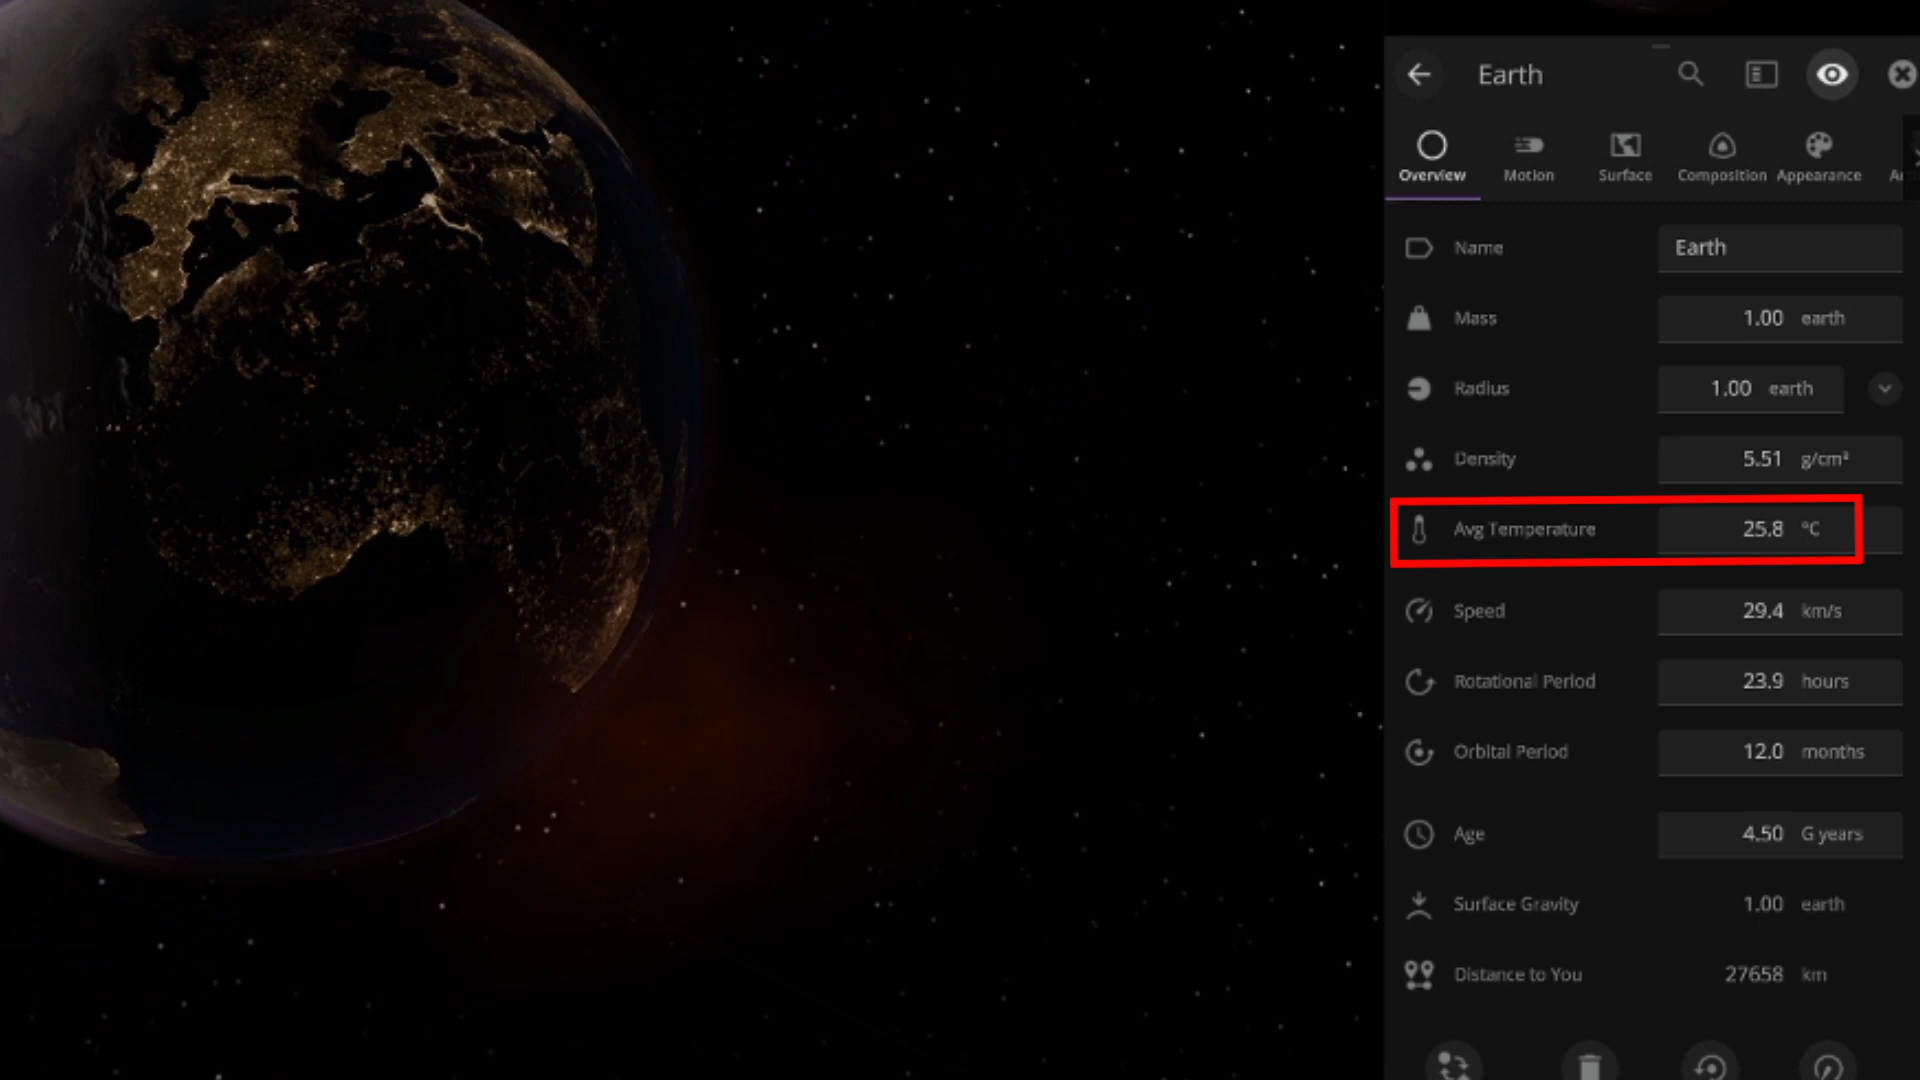 Earth
Overview Motion Surface Composition Appearance
Name Earth
Mass 1.00 earth
Radius 1.00 earth
Density 5.51 g/cm³
Avg Temperature 25.8 °C
Speed 29.4 km/s
Rotational Period 23.9 hours
Orbital Period 12.0 months
Age 4.50 G years
Surface Gravity 1.00 earth
Distance to You 27658 km